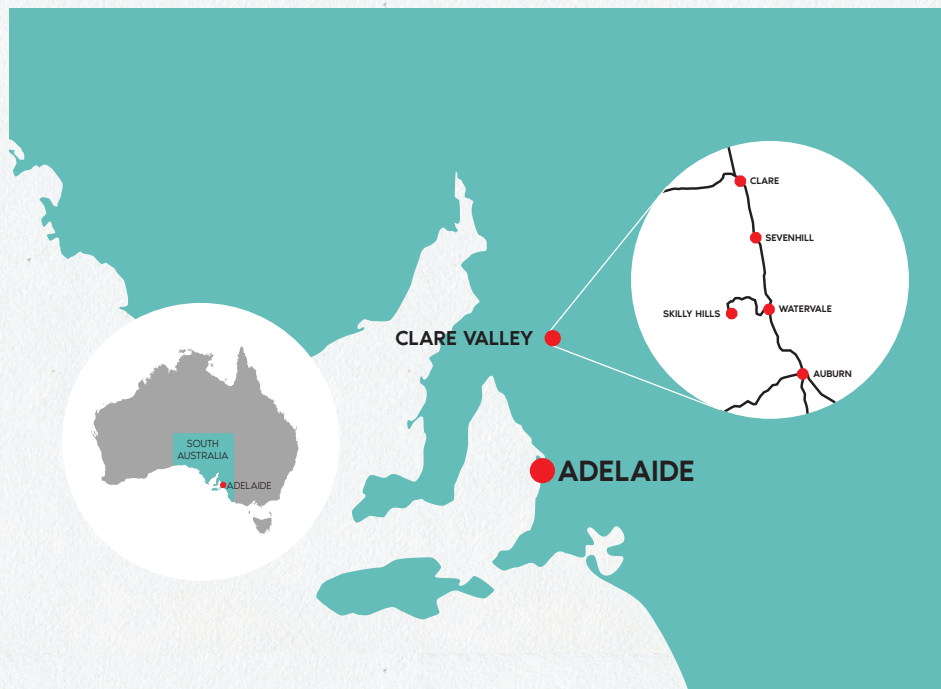 CLARE
SEVENHILL
SKILLY HILLS
WATERVALE
CLARE VALLEY
AUBURN
SOUTH
AUSTRALIA
ADELAIDE
ADELAIDE